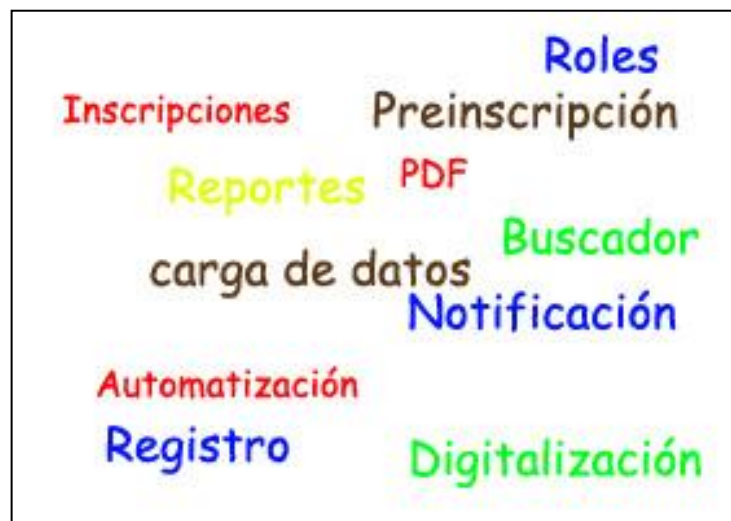 Roles
Inscripciones
Preinscripción
PDF
Reportes
Buscador
carga de datos
Notificación
Automatización
Registro
Digitalización